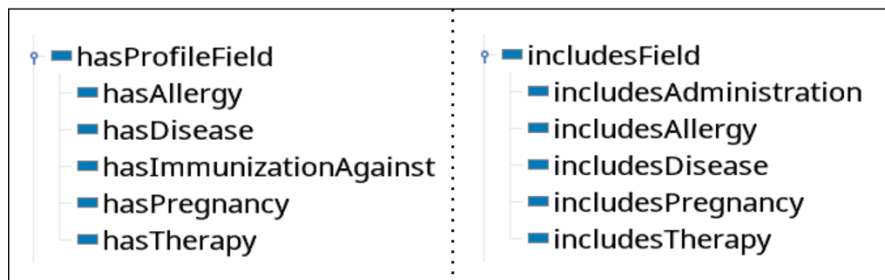 hasProfileField
hasAllergy
hasDisease
hasImmunizationAgainst
hasPregnancy
hasTherapy
includesField
includesAdministration
includesAllergy
includesDisease
includesPregnancy
includesTherapy